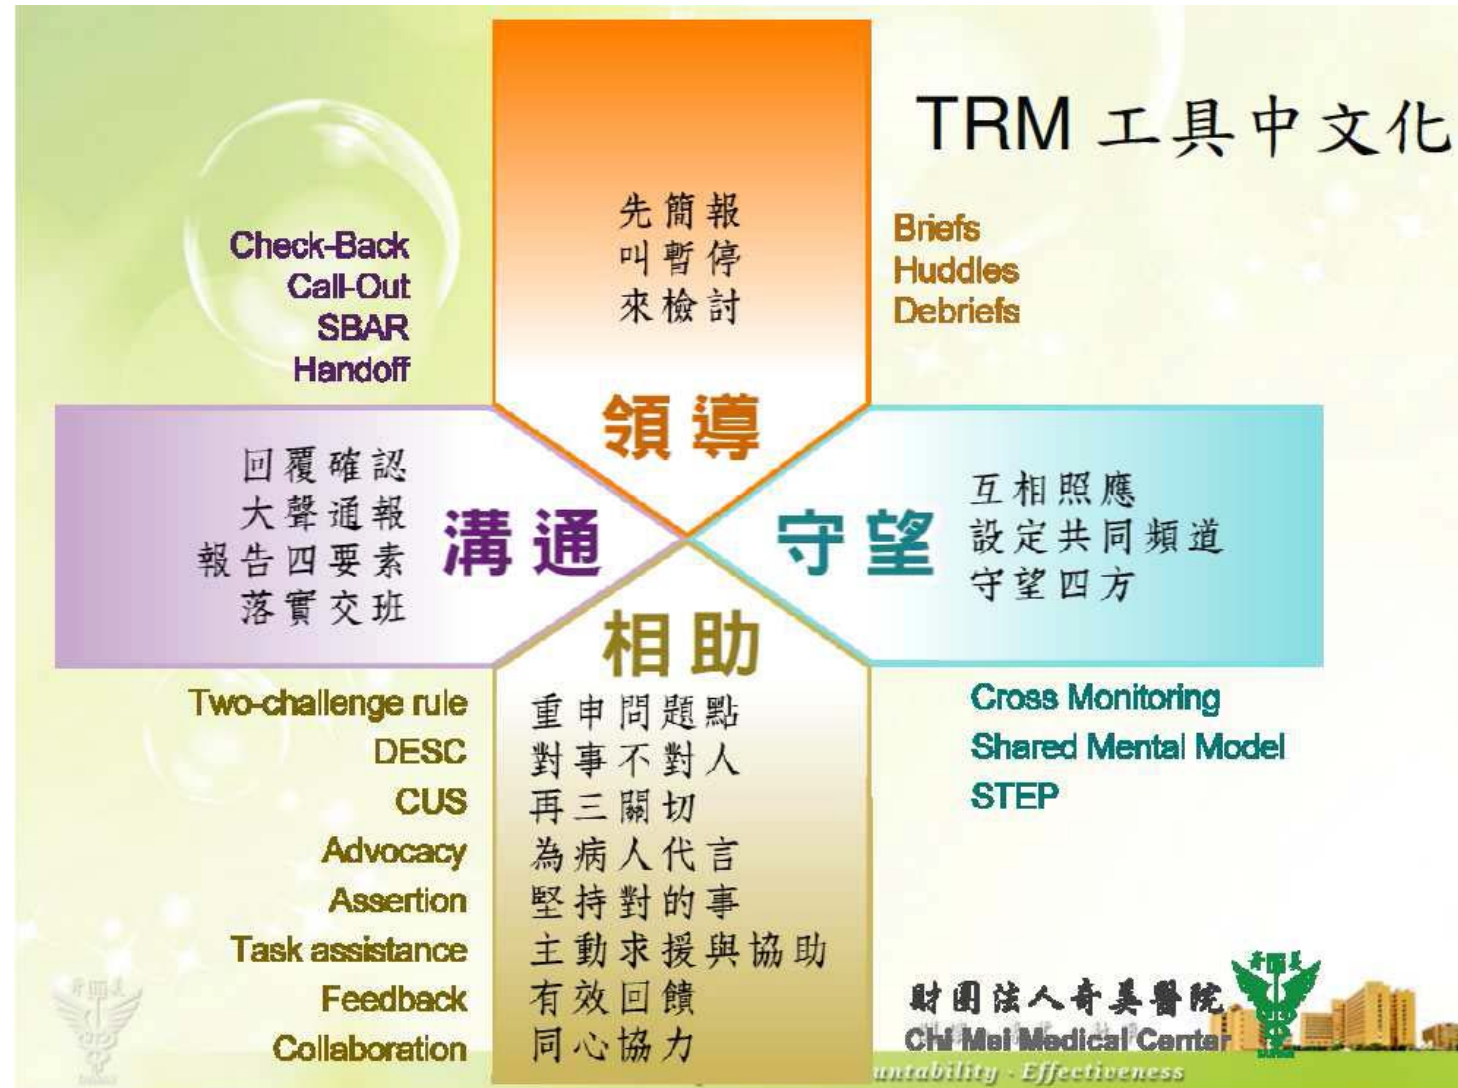 TRM 工具中文化
先簡報
叫暫停
來檢討
領導
Briefs
Huddles
Debriefs
Check-Back
Call-Out
SBAR
Handoff
回覆確認
大聲通報
報告四要素
落實交班
溝通
守望
互相照應
設定共同頻道
守望四方
相助
Two-challenge rule
DESC
CUS
Advocacy
Assertion
Task assistance
Feedback
Collaboration
重申問題點
對事不對人
再三關切
為病人代言
堅持對的事
主動求援與協助
有效回饋
同心協力
Cross Monitoring
Shared Mental Model
STEP
奇美
財團法人奇美醫院
Chi Mei Medical Center
奇美
Effectiveness